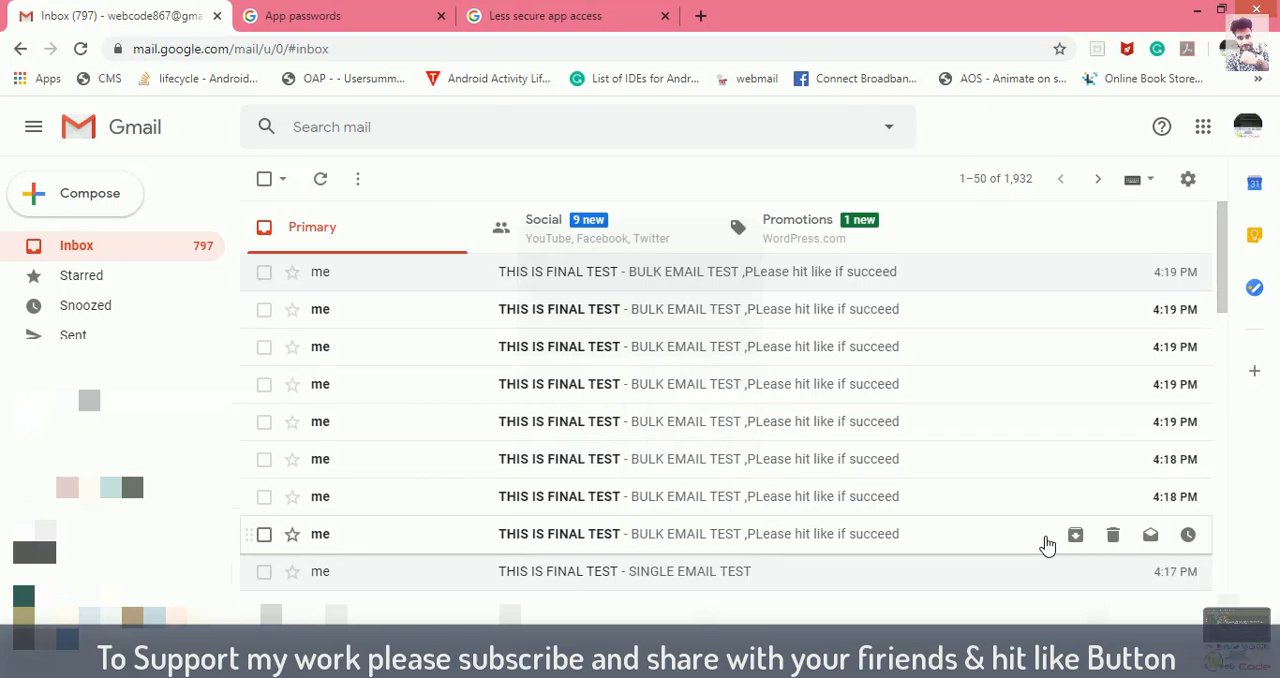 Inbox (797) - webcode867@gma
App passwords
Less secure app access
mail.google.com/mail/u/0/#inbox
Apps
CMS
lifecycle - Android...
OAP - - Usersumm...
Android Activity Lif...
List of IDEs for Andr...
webmail
Connect Broadban...
AOS - Animate on s...
Online Book Store...
Gmail
Search mail
Compose
1–50 of 1,932
Inbox 797
Starred
Snoozed
Sent
Primary
Social 9 new
YouTube, Facebook, Twitter
Promotions 1 new
WordPress.com
me THIS IS FINAL TEST - BULK EMAIL TEST ,PLease hit like if succeed 4:19 PM
me THIS IS FINAL TEST - BULK EMAIL TEST ,PLease hit like if succeed 4:19 PM
me THIS IS FINAL TEST - BULK EMAIL TEST ,PLease hit like if succeed 4:19 PM
me THIS IS FINAL TEST - BULK EMAIL TEST ,PLease hit like if succeed 4:19 PM
me THIS IS FINAL TEST - BULK EMAIL TEST ,PLease hit like if succeed 4:19 PM
me THIS IS FINAL TEST - BULK EMAIL TEST ,PLease hit like if succeed 4:18 PM
me THIS IS FINAL TEST - BULK EMAIL TEST ,PLease hit like if succeed 4:18 PM
me THIS IS FINAL TEST - BULK EMAIL TEST ,PLease hit like if succeed
me THIS IS FINAL TEST - SINGLE EMAIL TEST 4:17 PM
31
To Support my work please subscribe and share with your firiends & hit like Button
Code